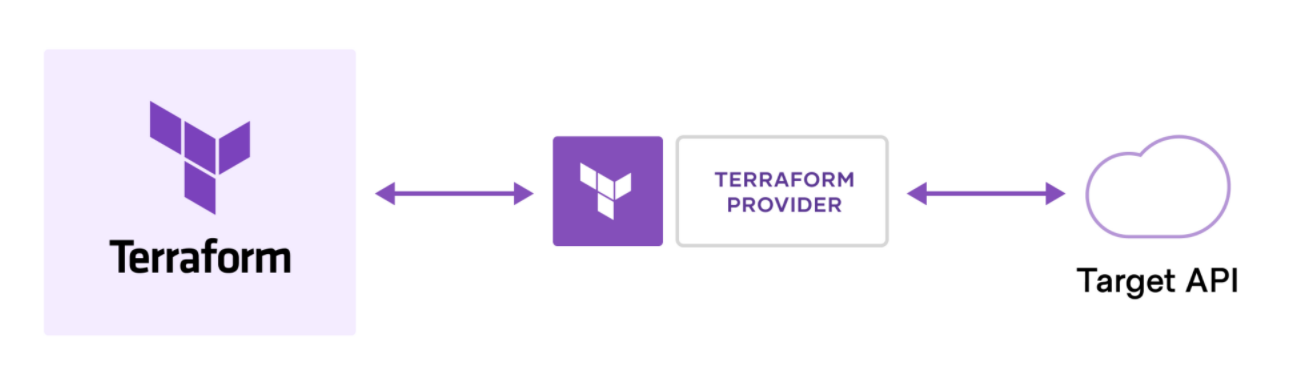 Terraform
TERRAFORM
PROVIDER
Target API